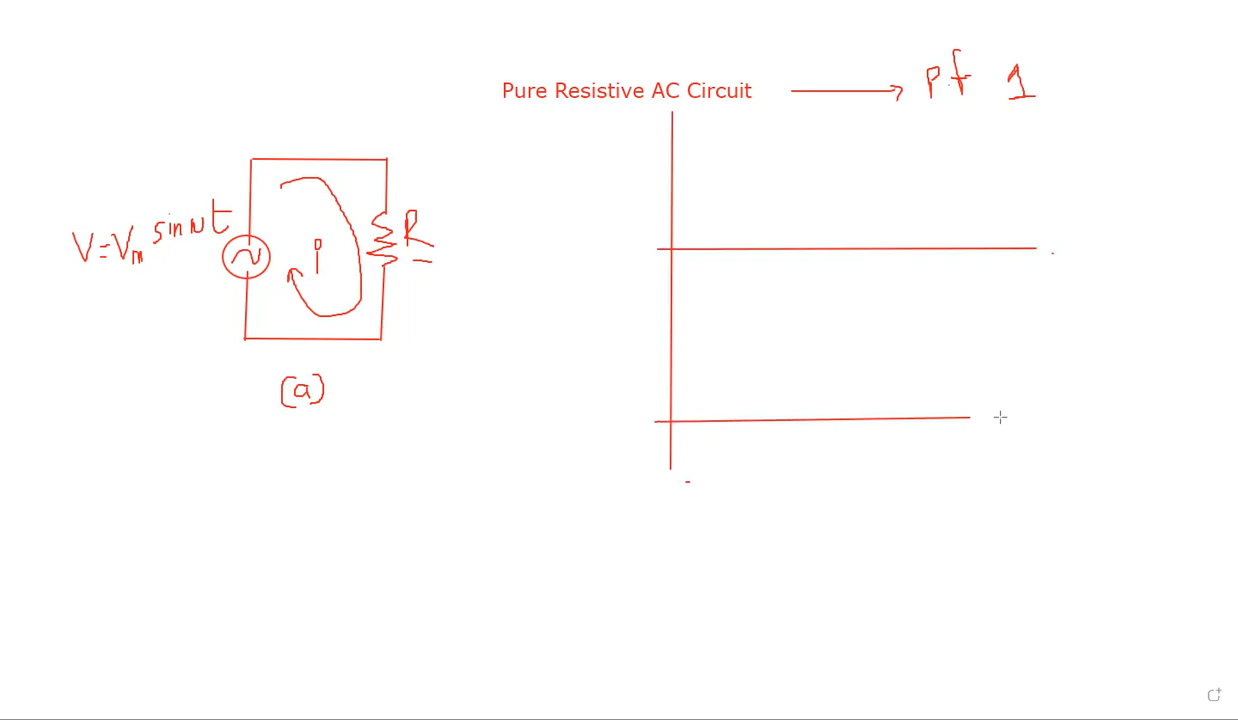 Pure Resistive AC Circuit → Pf 1
V=Vm sin wt
i
R
(a)